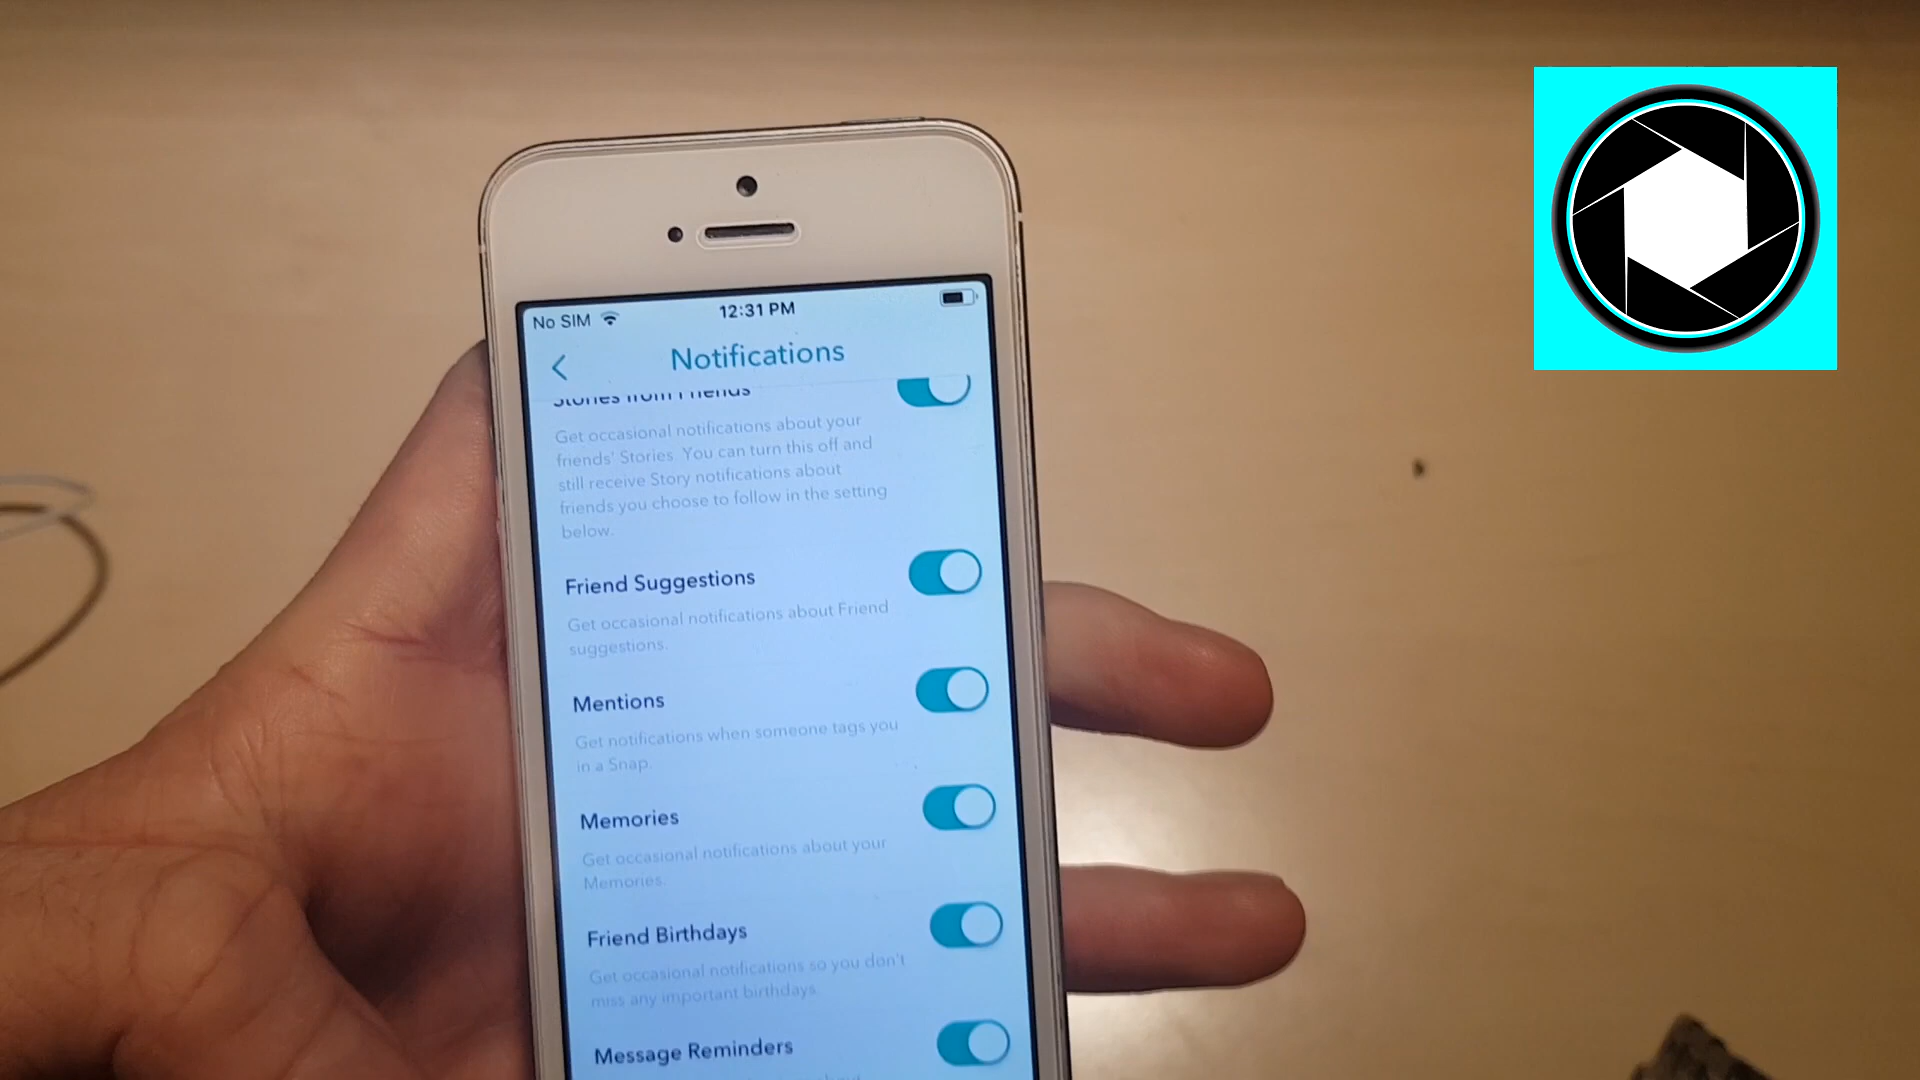 No SIM 12:31 PM
Notifications
Stories from Friends
Get occasional notifications about your
friends' Stories. You can turn this off and
still receive Story notifications about
friends you choose to follow in the setting
below.
Friend Suggestions
Get occasional notifications about Friend
suggestions.
Mentions
Get notifications when someone tags you
in a Snap.
Memories
Get occasional notifications about your
Memories.
Friend Birthdays
Get occasional notifications so you don't
miss any important birthdays.
Message Reminders